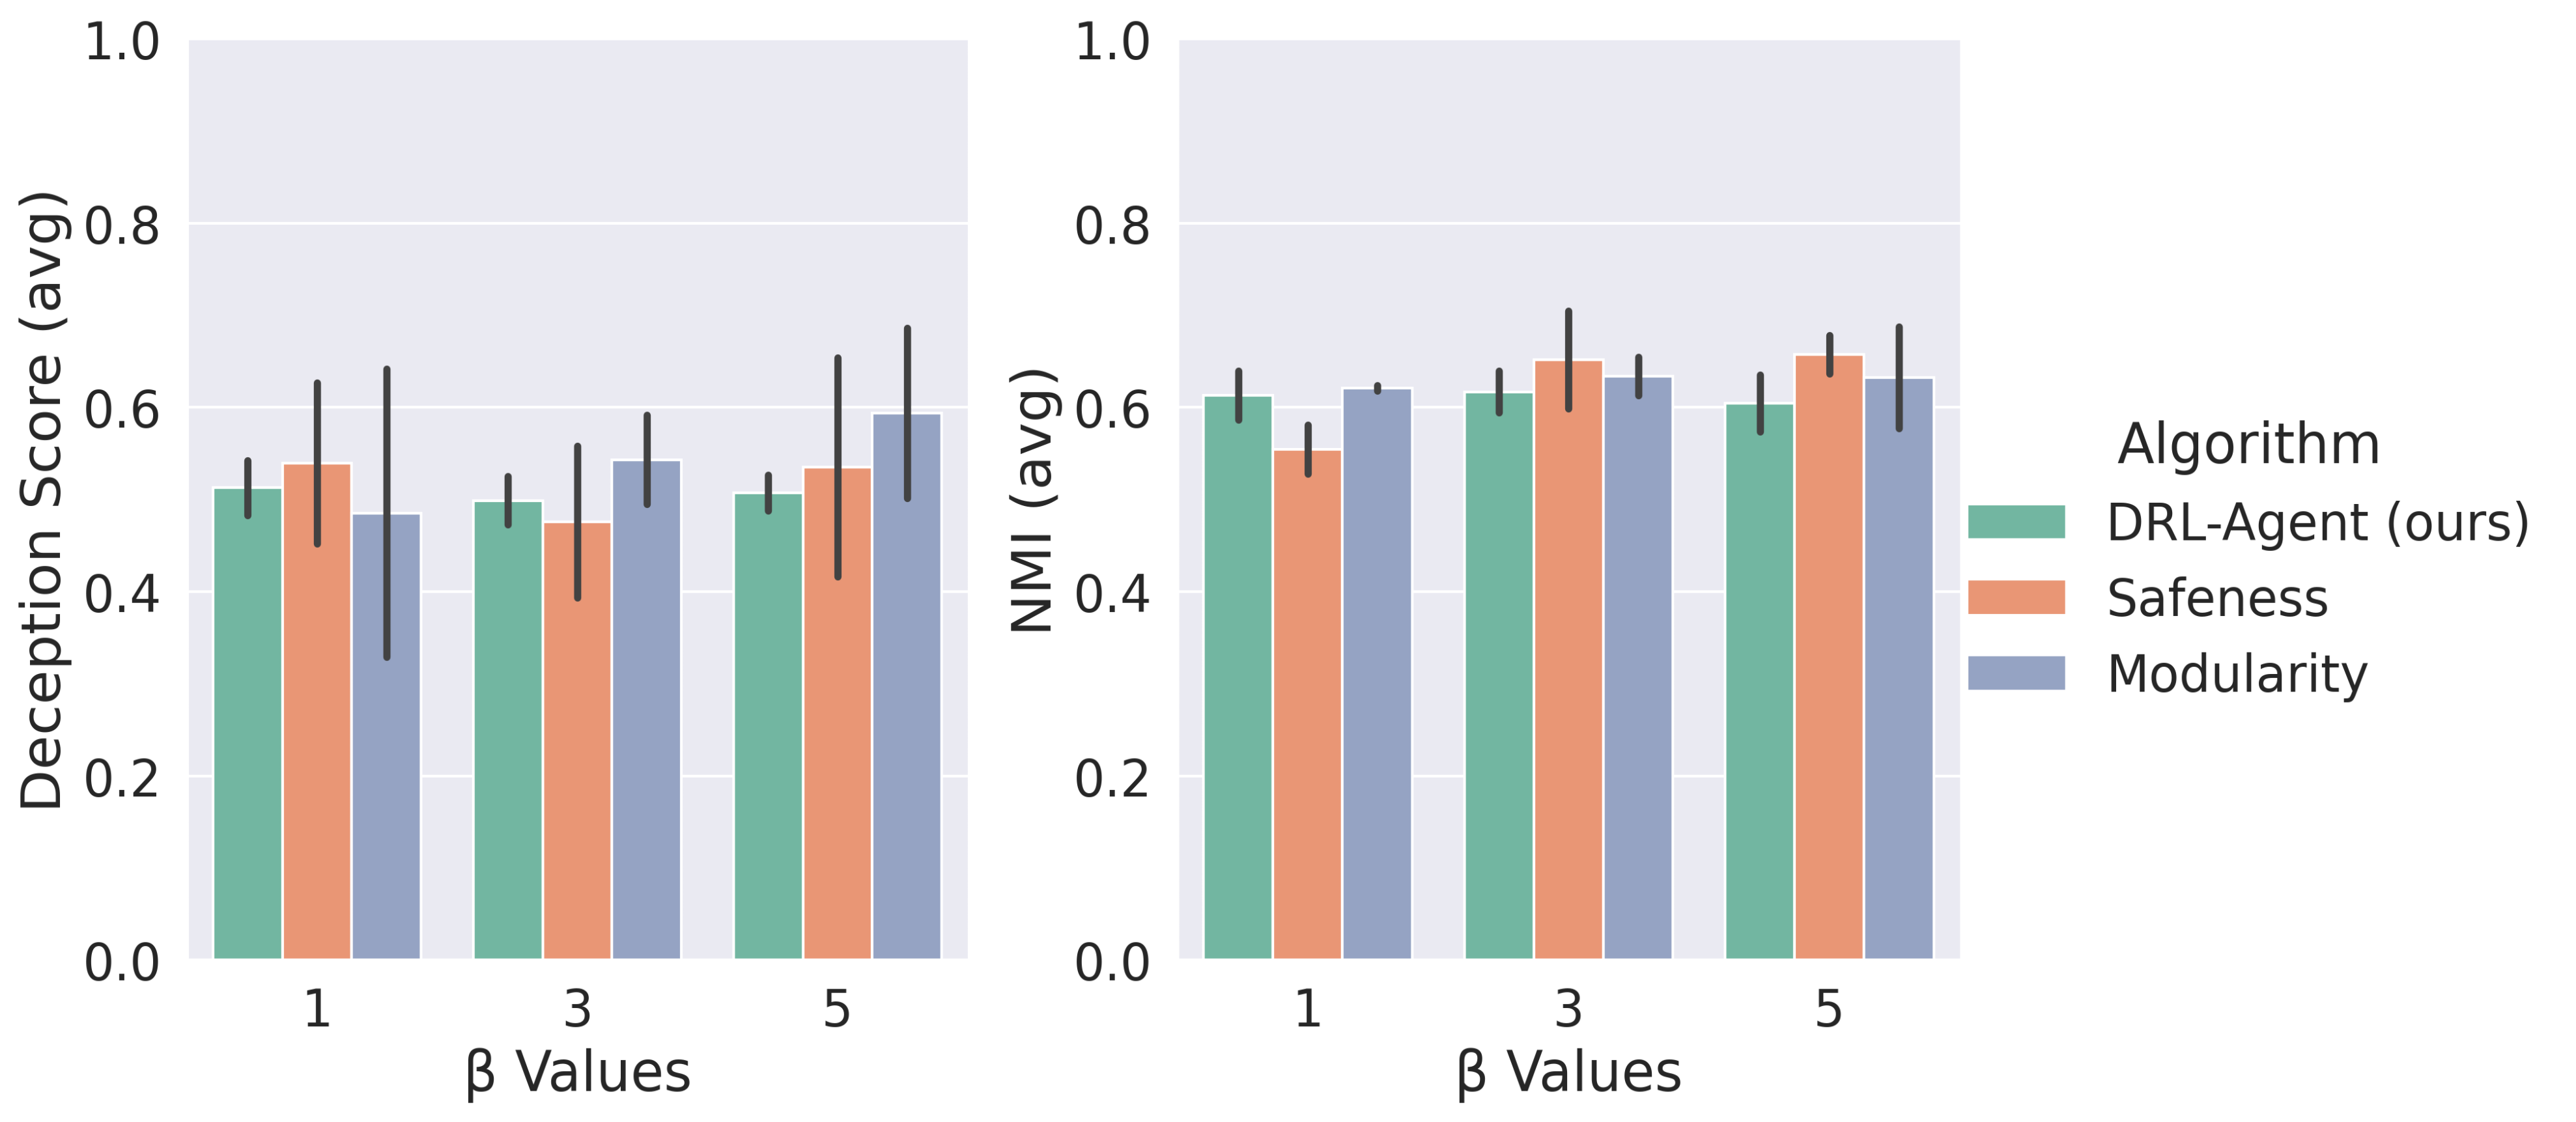 Deception Score (avg)
1.0
0.8
0.6
0.4
0.2
0.0
1 3 5
β Values
NMI (avg)
1.0
0.8
0.6
0.4
0.2
0.0
1 3 5
β Values
Algorithm
DRL-Agent (ours)
Safeness
Modularity